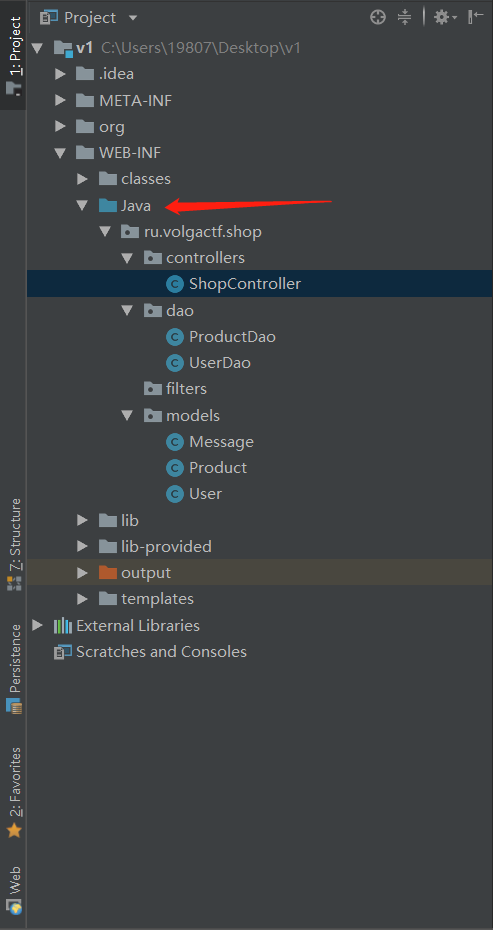 Project
v1 C:\Users\19807\Desktop\v1
.idea
META-INF
org
WEB-INF
classes
Java
ru.volgactf.shop
controllers
ShopController
dao
ProductDao
UserDao
filters
models
Message
Product
User
lib
lib-provided
output
templates
External Libraries
Scratches and Consoles
1: Project
7: Structure
Persistence
2: Favorites
Web